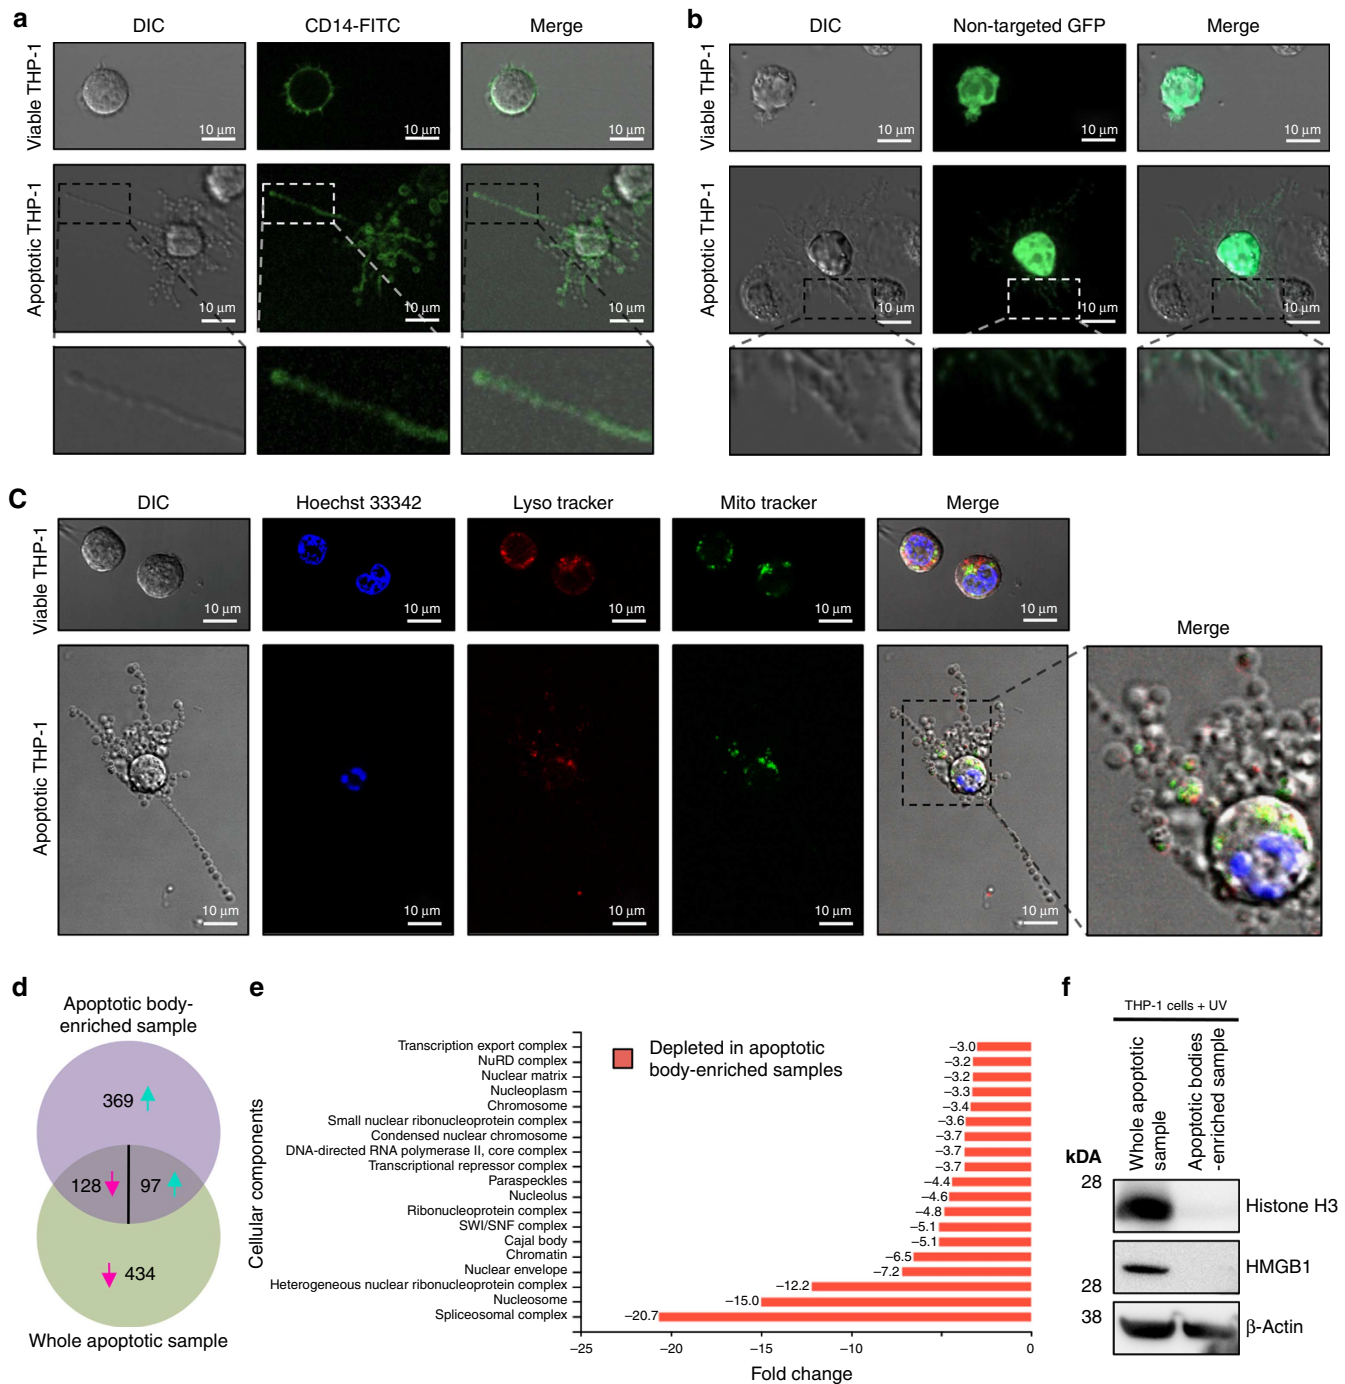 a
DIC
CD14-FITC
Merge
Viable THP-1
10 μm
10 μm
10 μm
Apoptotic THP-1
10 μm
10 μm
10 μm
b
DIC
Non-targeted GFP
Merge
Viable THP-1
10 μm
10 μm
10 μm
Apoptotic THP-1
10 μm
10 μm
10 μm
C
DIC
Hoechst 33342
Lyso tracker
Mito tracker
Merge
Viable THP-1
10 μm
10 μm
10 μm
10 μm
10 μm
Merge
Apoptotic THP-1
10 μm
10 μm
10 μm
10 μm
10 μm
d
Apoptotic body-
enriched sample
369
128
97
434
Whole apoptotic sample
e
Cellular components
Depleted in apoptotic
body-enriched samples
Transcription export complex −3.0
NuRD complex −3.2
Nuclear matrix −3.2
Nucleoplasm −3.3
Chromosome −3.4
Small nuclear ribonucleoprotein complex −3.6
Condensed nuclear chromosome −3.7
DNA-directed RNA polymerase II, core complex −3.7
Transcriptional repressor complex −3.7
Paraspeckles −4.4
Nucleolus −4.6
Ribonucleoprotein complex −4.8
SWI/SNF complex −5.1
Cajal body −5.1
Chromatin −6.5
Nuclear envelope −7.2
Heterogeneous nuclear ribonucleoprotein complex −12.2
Nucleosome −15.0
Spliceosomal complex −20.7
−25 −20 −15 −10 −5 0
Fold change
f
THP-1 cells + UV
Whole apoptotic
sample
Apoptotic bodies
-enriched sample
kDA
28
Histone H3
HMGB1
28
38
β-Actin